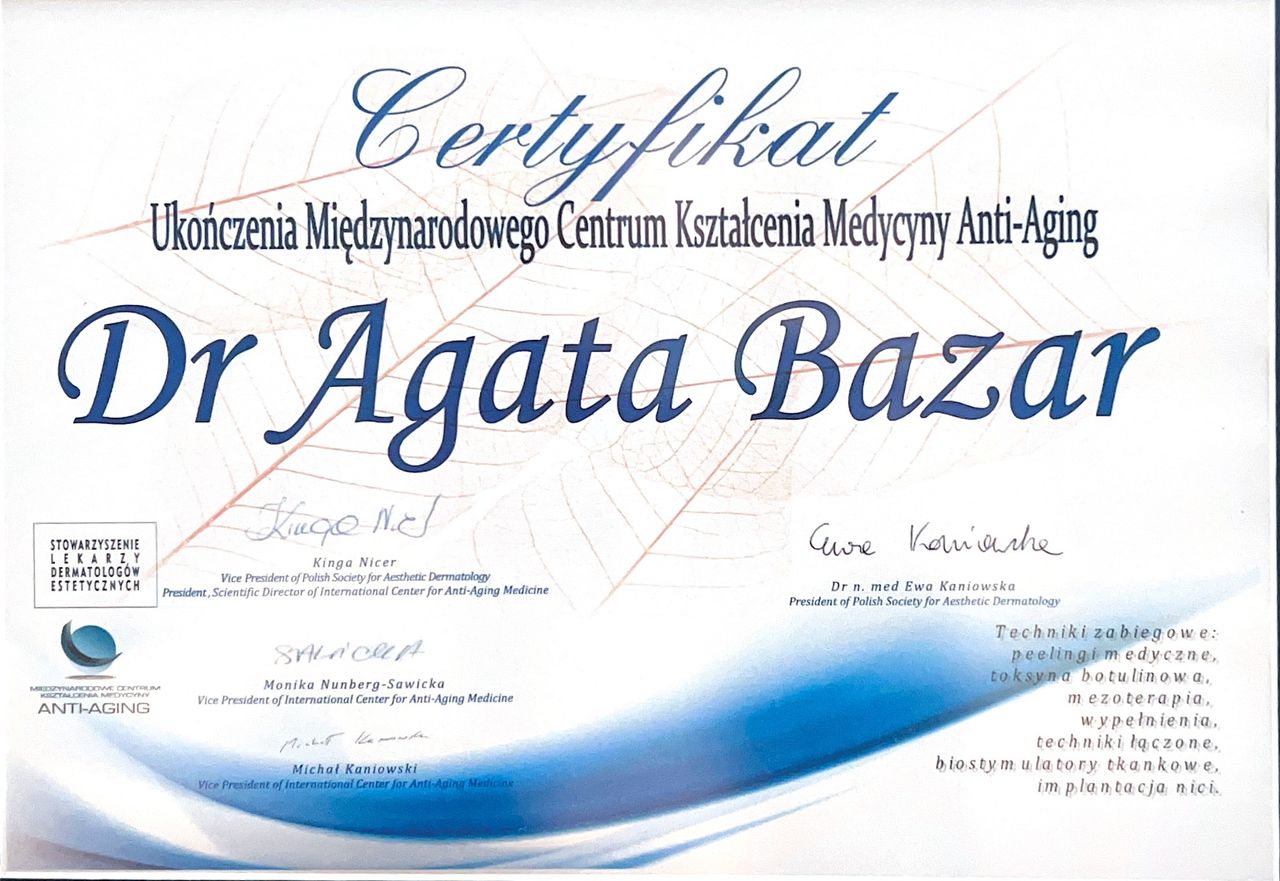 Certyfikat
Ukończenia Międzynarodowego Centrum Kształcenia Medycyny Anti-Aging
Dr Agata Bazar
STOWARZYSZENIE
LEKARZY
DERMATOLOGÓW
ESTETYCZNYCH
Kinga Nicer
Vice President of Polish Society for Aesthetic Dermatology
President, Scientific Director of International Center for Anti-Aging Medicine
MIĘDZYNARODOWE CENTRUM
KSZTAŁCENIA MEDYCYNY
ANTI-AGING
Monika Nunberg-Sawicka
Vice President of International Center for Anti-Aging Medicine
Michał Kaniowski
Vice President of International Center for Anti-Aging Medicine
Ewa Kaniowska
Dr n. med Ewa Kaniowska
President of Polish Society for Aesthetic Dermatology
Techniki zabiegowe:
peelingi medyczne,
toksyna botulinowa,
mezoterapia,
wypełnienia,
techniki łączone,
biostymulatory tkankowe,
implantacja nici.